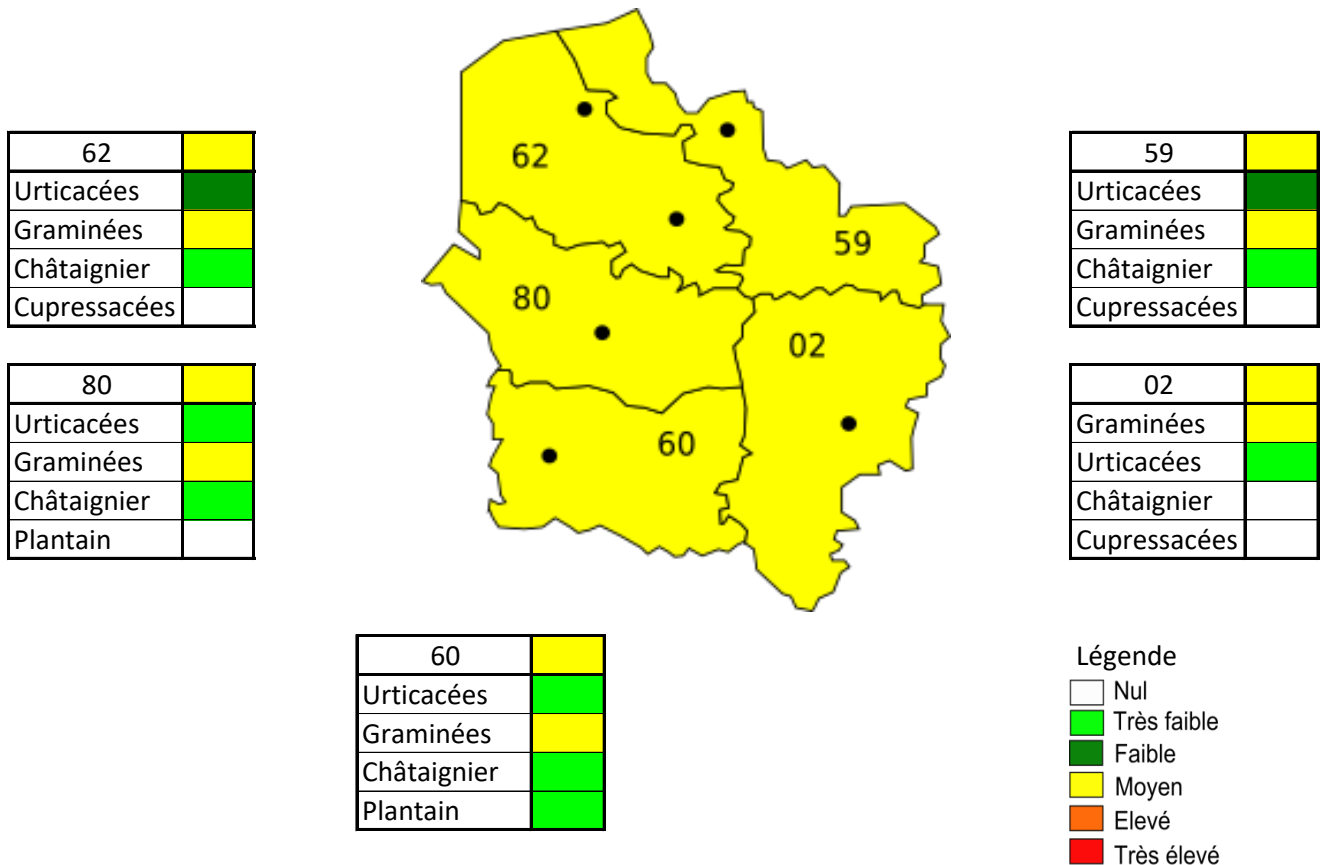 62
Urticacées
Graminées
Châtaignier
Cupressacées
80
Urticacées
Graminées
Châtaignier
Plantain
62
59
80
02
60
59
Urticacées
Graminées
Châtaignier
Cupressacées
02
Graminées
Urticacées
Châtaignier
Cupressacées
60
Urticacées
Graminées
Châtaignier
Plantain
Légende
Nul
Très faible
Faible
Moyen
Elevé
Très élevé